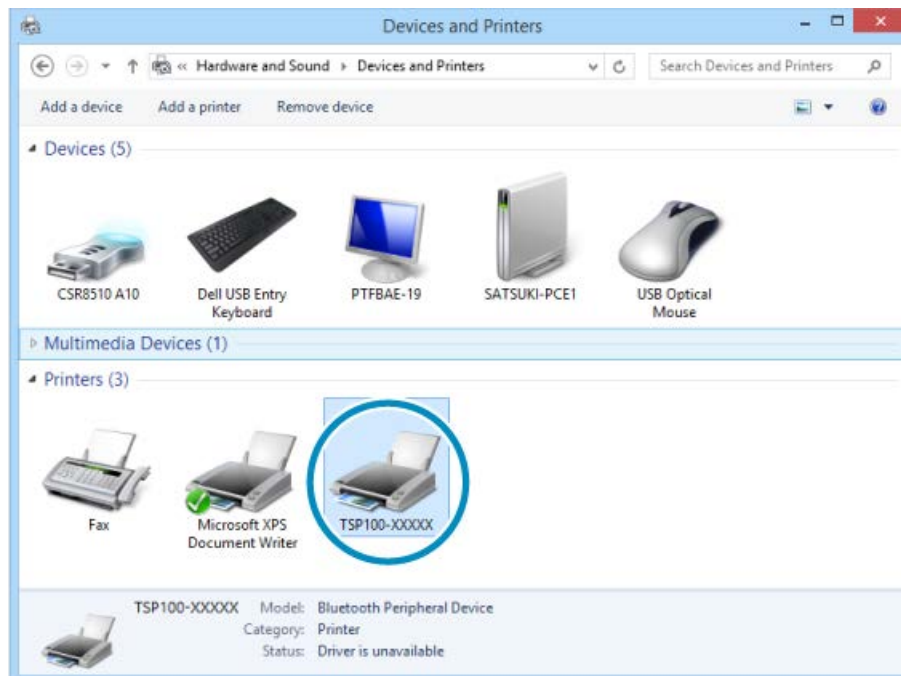 Devices and Printers
« Hardware and Sound ▸ Devices and Printers
Search Devices and Printers
Add a device Add a printer Remove device
Devices (5)
CSR8510 A10
Dell USB Entry
Keyboard
PTFBAE-19
SATSUKI-PCE1
USB Optical
Mouse
Multimedia Devices (1)
Printers (3)
Fax
Microsoft XPS
Document Writer
TSP100-XXXXX
TSP100-XXXXX Model: Bluetooth Peripheral Device
Category: Printer
Status: Driver is unavailable